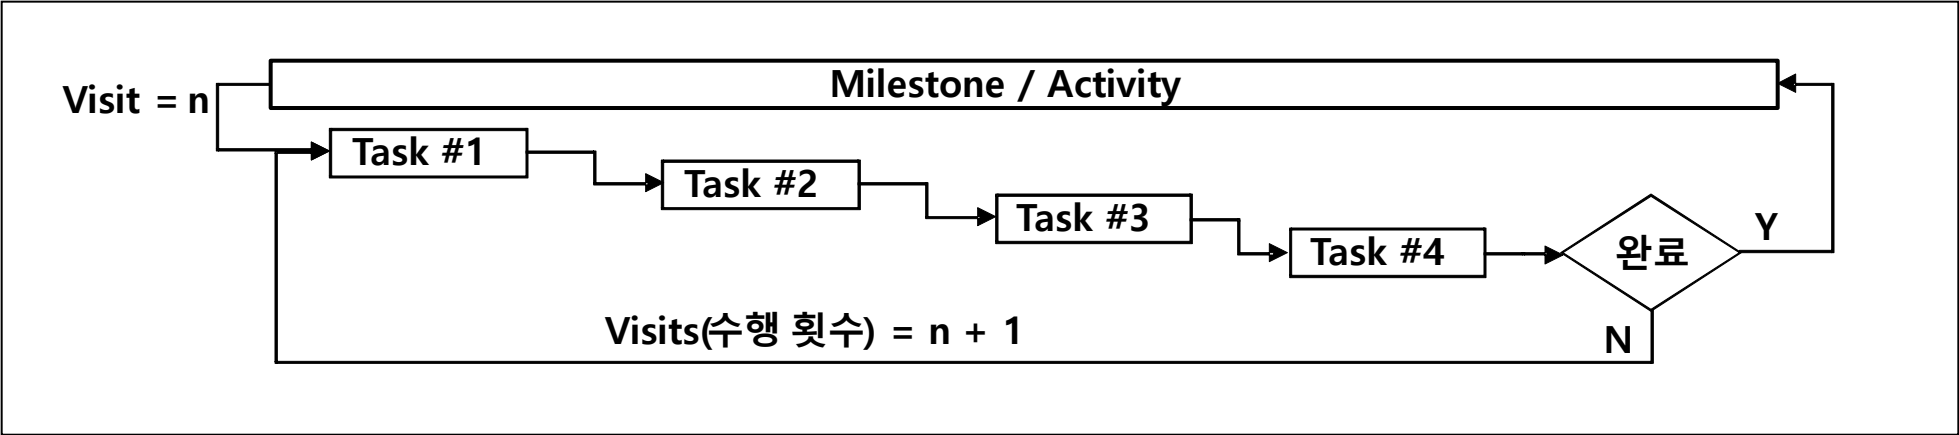 Milestone / Activity
Visit = n
Task #1
Task #2
Task #3
Task #4
완료
Y
Visits(수행 횟수) = n + 1
N